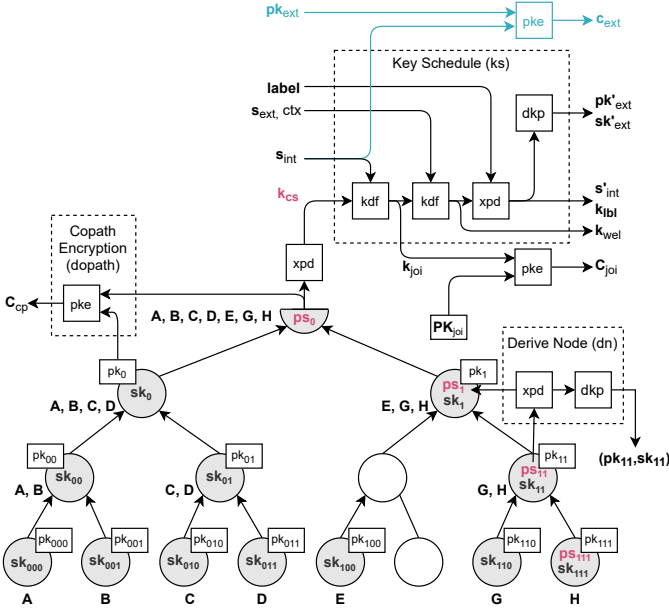 pk_ext
pke
c_ext
Key Schedule (ks)
label
s_ext, ctx
dkp
pk'_ext
sk'_ext
s_int
k_cs
kdf
kdf
xpd
s'_int
k_lbl
k_wel
Copath
Encryption
(dopath)
xpd
k_joi
pke
C_joi
C_cp
pke
A, B, C, D, E, G, H
ps_0
PK_joi
Derive Node (dn)
pk_0
sk_0
A, B, C, D
pk_1
ps_1
sk_1
E, G, H
xpd
dkp
(pk_11,sk_11)
pk_00
sk_00
A, B
pk_01
sk_01
C, D
pk_11
ps_11
sk_11
G, H
pk_000
sk_000
pk_001
sk_001
pk_010
sk_010
pk_011
sk_011
pk_100
sk_100
pk_110
sk_110
pk_111
ps_111
sk_111
A
B
C
D
E
G
H